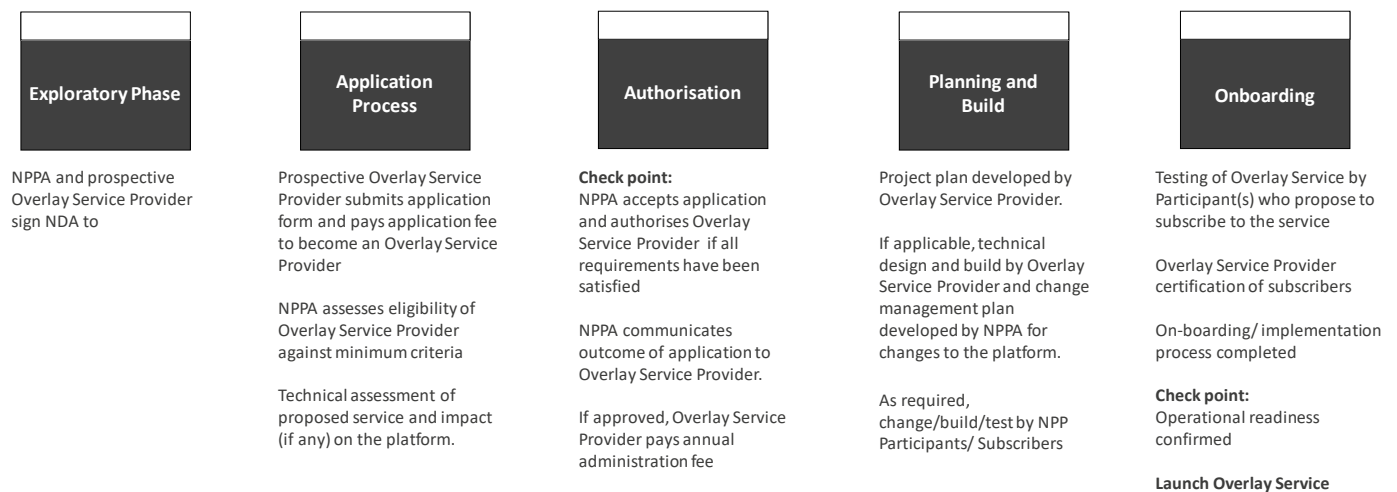 Exploratory Phase
NPPA and prospective
Overlay Service Provider
sign NDA to
Application
Process
Prospective Overlay Service
Provider submits application
form and pays application fee
to become an Overlay Service
Provider
NPPA assesses eligibility of
Overlay Service Provider
against minimum criteria
Technical assessment of
proposed service and impact
(if any) on the platform.
Authorisation
Check point:
NPPA accepts application
and authorises Overlay
Service Provider if all
requirements have been
satisfied
NPPA communicates
outcome of application to
Overlay Service Provider.
If approved, Overlay Service
Provider pays annual
administration fee
Planning and
Build
Project plan developed by
Overlay Service Provider.
If applicable, technical
design and build by Overlay
Service Provider and change
management plan
developed by NPPA for
changes to the platform.
As required,
change/build/test by NPP
Participants/ Subscribers
Onboarding
Testing of Overlay Service by
Participant(s) who propose to
subscribe to the service
Overlay Service Provider
certification of subscribers
On-boarding/ implementation
process completed
Check point:
Operational readiness
confirmed
Launch Overlay Service